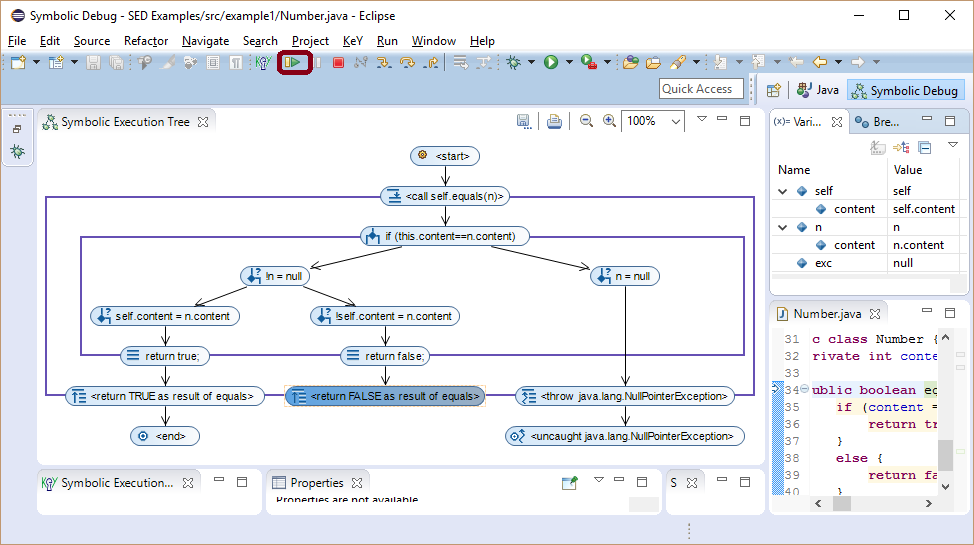 Symbolic Debug - SED Examples/src/example1/Number.java - Eclipse
File Edit Source Refactor Navigate Search Project KeY Run Window Help
Quick Access
Java Symbolic Debug
Symbolic Execution Tree
100%
<start>
<call self.equals(n)>
if (this.content==n.content)
!n = null
n = null
self.content = n.content
!self.content = n.content
return true;
return false;
<return TRUE as result of equals>
<return FALSE as result of equals>
<throw java.lang.NullPointerException>
<end>
<uncaught java.lang.NullPointerException>
(x)= Vari... Bre...
Name Value
self self
content self.content
n n
content n.content
exc null
Number.java
31 c class Number {
32 rivate int conte
33
34 ublic boolean eq
35 if (content =
36 return tr
37 }
38 else {
39 return fa
40 }
KeY Symbolic Execution...
Properties
Properties are not available
S